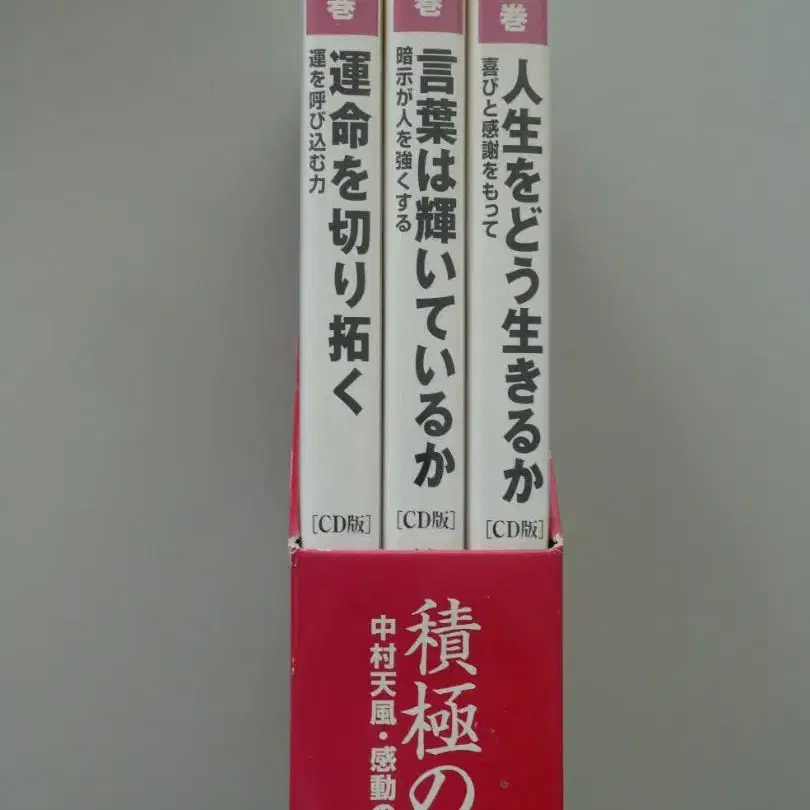 巻
人生をどう生きるか
喜びと感謝をもって
[CD版]
巻
言葉は輝いているか
暗示が人を強くする
[CD版]
巻
運命を切り拓く
運を呼び込む力
[CD版]
積極の
中村天風・感動の